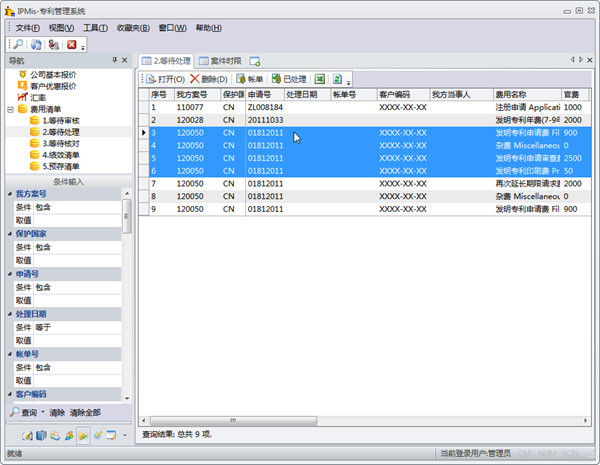 IPMis-专利管理系统
文件(F) 视图(V) 工具(T) 收藏夹(B) 窗口(W) 帮助(H)
导航
公司基本报价
客户优惠报价
汇率
费用清单
1.等待审核
2.等待处理
3.等待核对
4.绩效清单
5.预存清单
条件输入
我方案号
条件 包含
取值
保护国家
条件 包含
取值
申请号
条件 包含
取值
处理日期
条件 等于
取值
帐单号
条件 包含
取值
客户编码
查询 清除 清除全部
2.等待处理 案件时限
打开(O) 删除(D) 帐单 已处理
序号 我方案号 保护国 申请号 处理日期 帐单号 客户编码 我方当事人 费用名称 官费
1 110077 CN ZL008184 XXXX-XX-XX 注册申请 Applicati 1000
2 120028 CN 20111033 发明专利年费(7-9年 2000
3 120050 CN 01812011 XXXX-XX-XX 发明专利申请费 Fil 900
4 120050 CN 01812011 XXXX-XX-XX 杂费 Miscellaneou 0
5 120050 CN 01812011 XXXX-XX-XX 发明专利申请审查费 2500
6 120050 CN 01812011 XXXX-XX-XX 发明专利印刷费 Pr 50
7 120050 CN 01812011 XXXX-XX-XX 再次延长期限请求费 2000
8 120050 CN 01812011 XXXX-XX-XX 杂费 Miscellaneou 0
9 120050 CN 01812011 XXXX-XX-XX 发明专利申请费 Fil 900
查询结果: 总共 9 项.
就绪
当前登录用户:管理员 CAP NUM SCRL